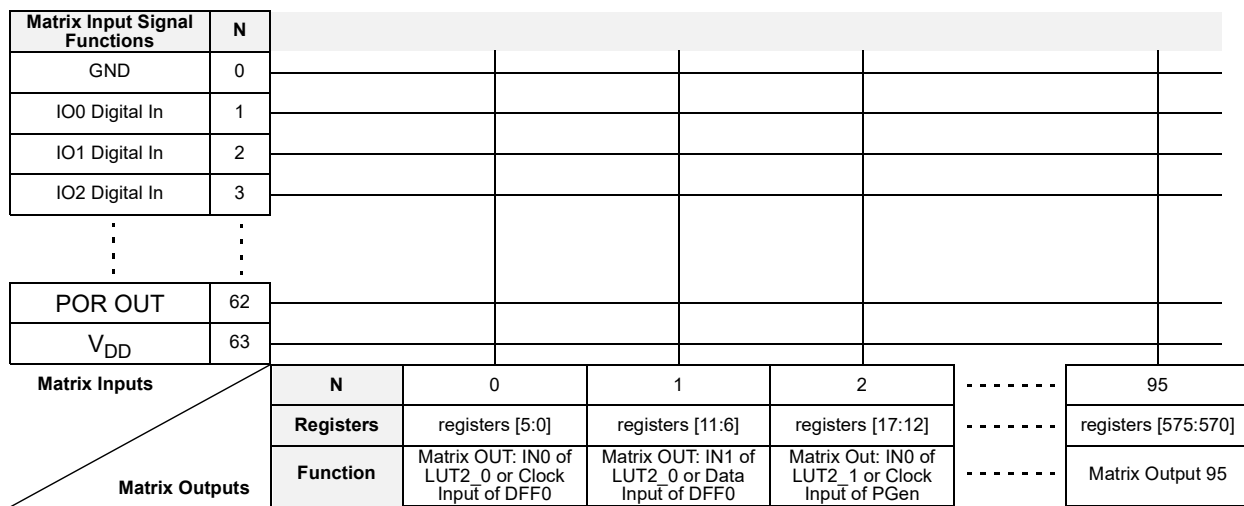 Matrix Input Signal
Functions
N
GND
0
IO0 Digital In
1
IO1 Digital In
2
IO2 Digital In
3
POR OUT
62
VDD
63
Matrix Inputs
N
0
1
2
95
Registers
registers [5:0]
registers [11:6]
registers [17:12]
registers [575:570]
Matrix Outputs
Function
Matrix OUT: IN0 of
LUT2_0 or Clock
Input of DFF0
Matrix OUT: IN1 of
LUT2_0 or Data
Input of DFF0
Matrix Out: IN0 of
LUT2_1 or Clock
Input of PGen
Matrix Output 95